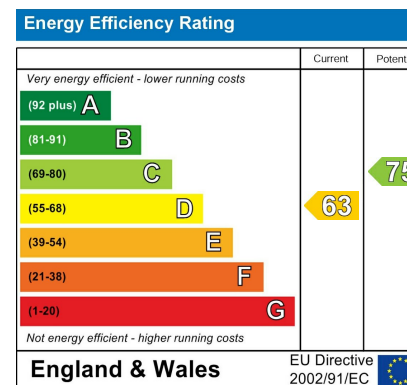 Energy Efficiency Rating
Current Potent
Very energy efficient - lower running costs
(92 plus) A
(81-91) B
(69-80) C 75
(55-68) D 63
(39-54) E
(21-38) F
(1-20) G
Not energy efficient - higher running costs
England & Wales
EU Directive
2002/91/EC